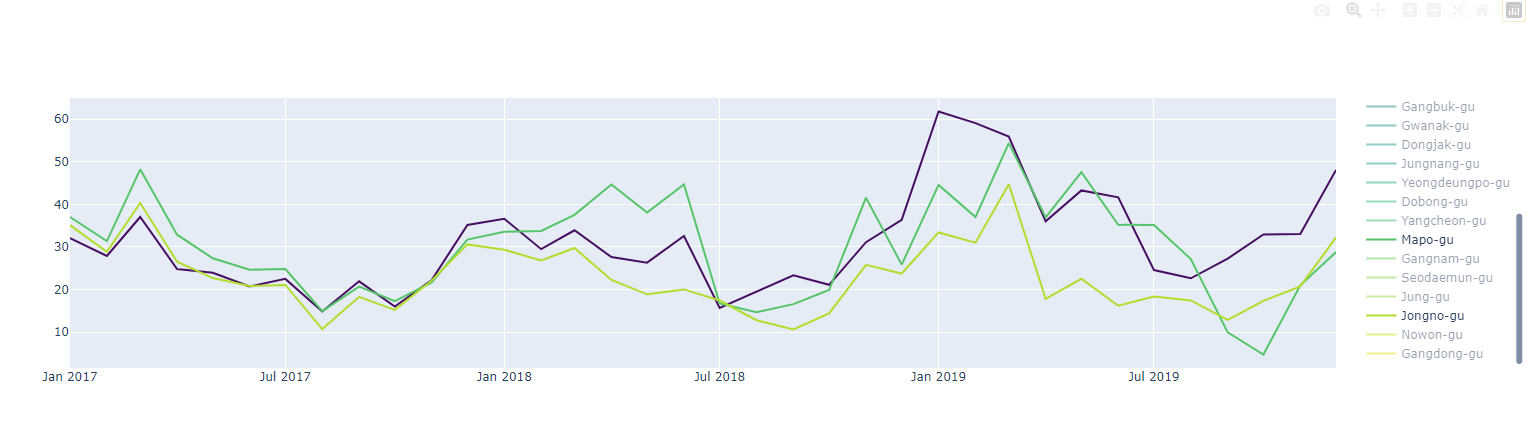 60
50
40
30
20
10
Jan 2017
Jul 2017
Jan 2018
Jul 2018
Jan 2019
Jul 2019
Gangbuk-gu
Gwanak-gu
Dongjak-gu
Jungnang-gu
Yeongdeungpo-gu
Dobong-gu
Yangcheon-gu
Mapo-gu
Gangnam-gu
Seodaemun-gu
Jung-gu
Jongno-gu
Nowon-gu
Gangdong-gu